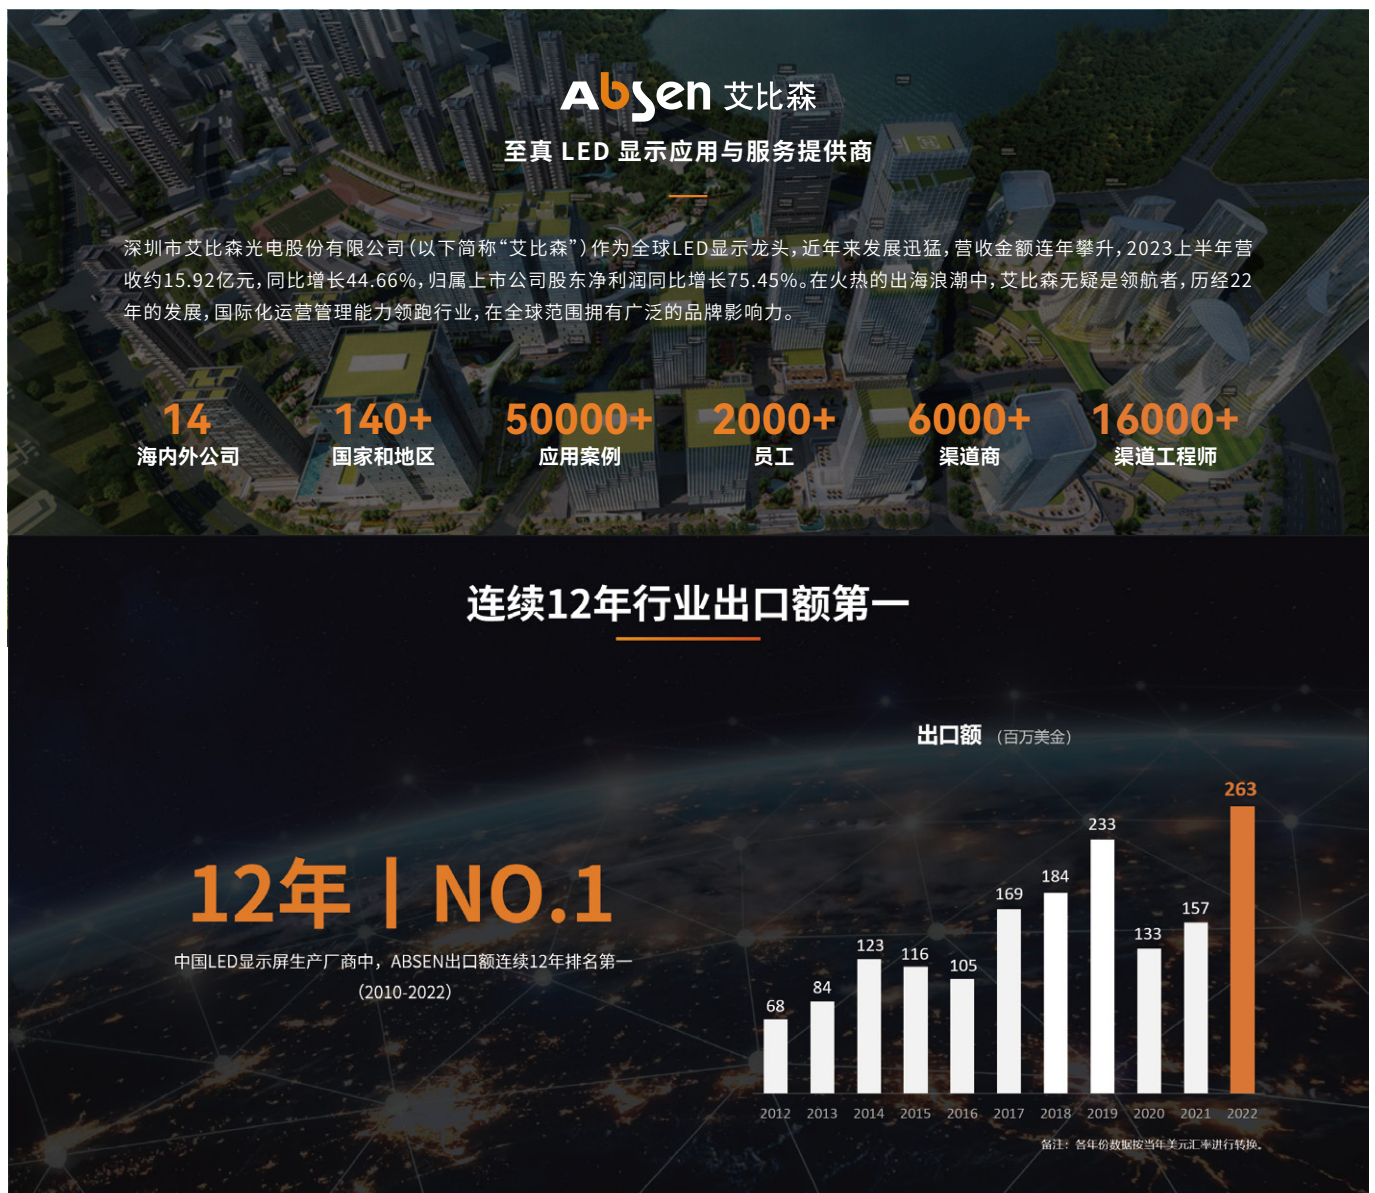 Absen 艾比森
至真 LED 显示应用与服务提供商
深圳市艾比森光电股份有限公司（以下简称“艾比森”）作为全球LED显示龙头，近年来发展迅猛，营收金额连年攀升，2023上半年营
收约15.92亿元，同比增长44.66%，归属上市公司股东净利润同比增长75.45%。在火热的出海浪潮中，艾比森无疑是领航者，历经22
年的发展，国际化运营管理能力领跑行业，在全球范围拥有广泛的品牌影响力。
14 140+ 50000+ 2000+ 6000+ 16000+
海内外公司 国家和地区 应用案例 员工 渠道商 渠道工程师
连续12年行业出口额第一
出口额 （百万美金）
12年 | NO.1
中国LED显示屏生产厂商中，ABSEN出口额连续12年排名第一
（2010-2022）
68 84 123 116 105 169 184 233 133 157 263
2012 2013 2014 2015 2016 2017 2018 2019 2020 2021 2022
备注：各年份数据按当年美元汇率进行转换。